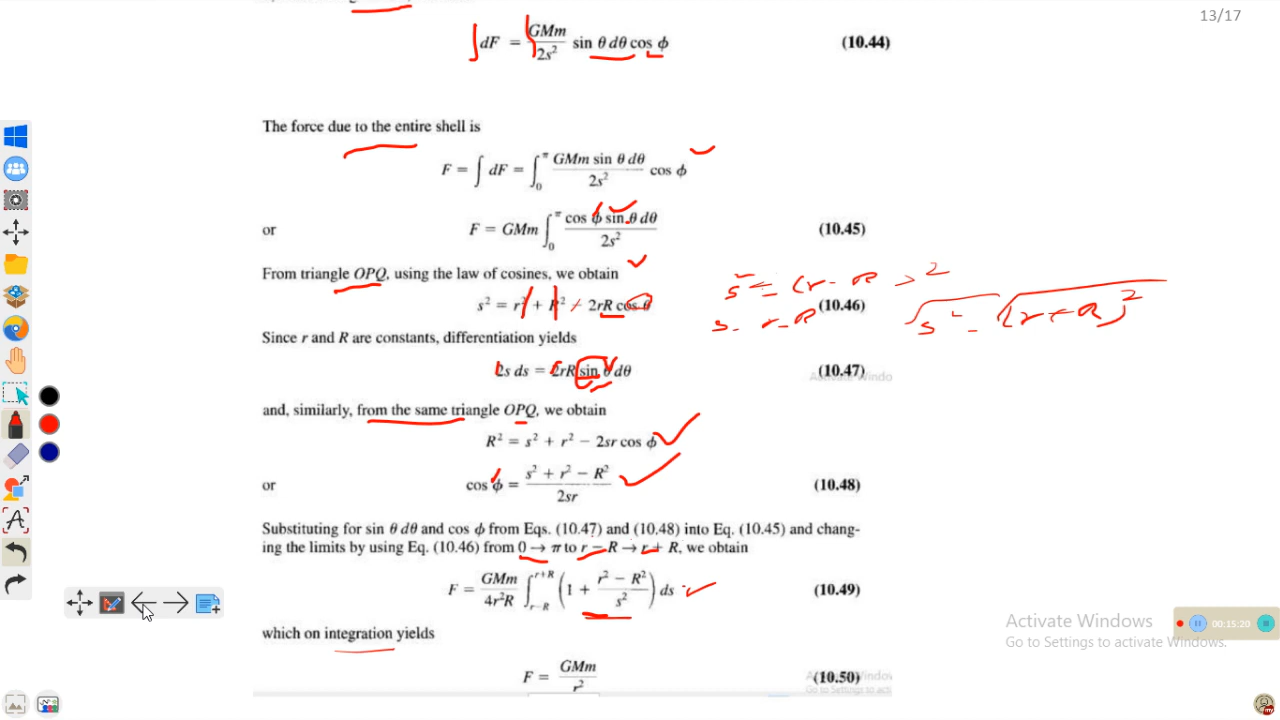 13/17
∫dF = ∫ GMm/2s² sin θ dθ cos ϕ (10.44)
The force due to the entire shell is
F = ∫ dF = ∫₀^π GMm sin θ dθ/2s² cos ϕ
or F = GMm ∫₀^π cos ϕ sin θ dθ/2s² (10.45)
From triangle OPQ, using the law of cosines, we obtain
s² = r² + R² - 2rR cos θ (10.46)
s² = (r - R)²
s = r - R
√s² = √(r + R)²
Since r and R are constants, differentiation yields
2s ds = 2rR sin θ dθ (10.47)
and, similarly, from the same triangle OPQ, we obtain
R² = s² + r² − 2sr cos ϕ
or cos ϕ = s² + r² − R²/2sr (10.48)
Substituting for sin θ dθ and cos ϕ from Eqs. (10.47) and (10.48) into Eq. (10.45) and chang-
ing the limits by using Eq. (10.46) from 0 → π to r − R → r + R, we obtain
F = GMm/4r²R ∫_{r−R}^{r+R} (1 + r² − R²/s²) ds (10.49)
which on integration yields
F = GMm/r² (10.50)
Activate Windows
Go to Settings to activate Windows.
00:15:20